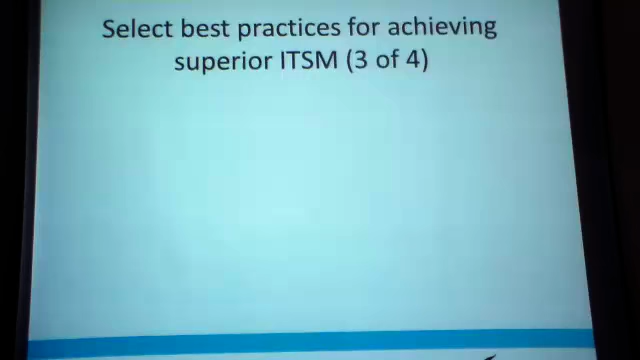 Select best practices for achieving
superior ITSM (3 of 4)